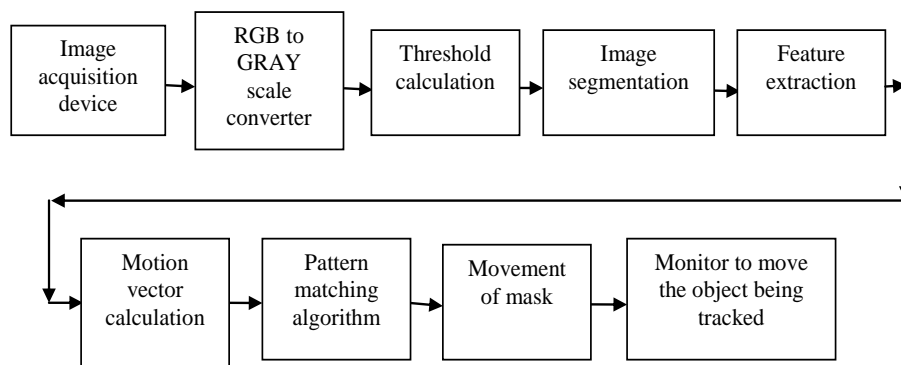 Image
acquisition
device
RGB to
GRAY
scale
converter
Threshold
calculation
Image
segmentation
Feature
extraction
Motion
vector
calculation
Pattern
matching
algorithm
Movement
of mask
Monitor to move
the object being
tracked